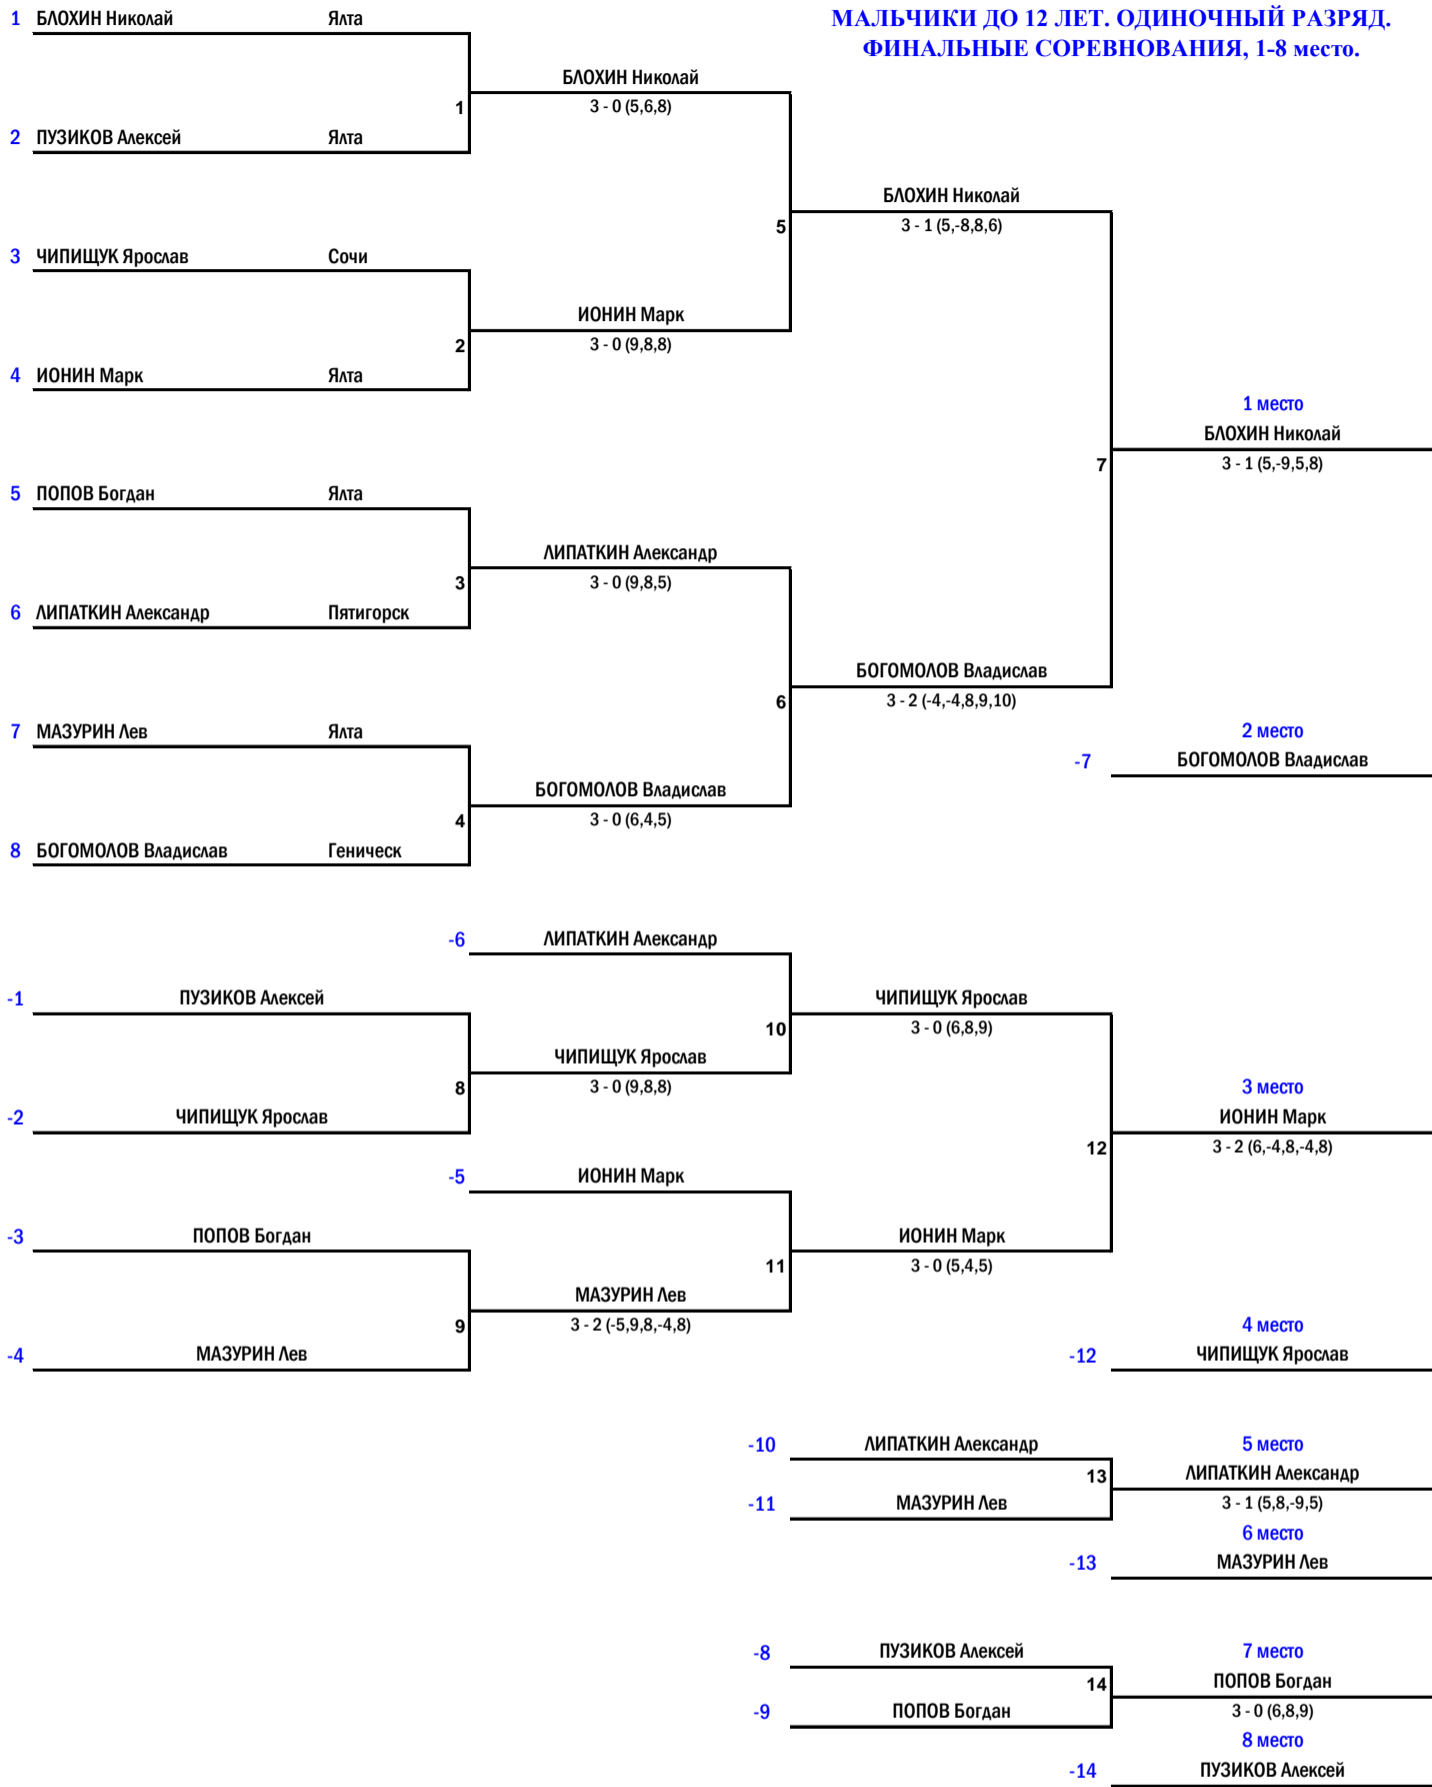 МАЛЬЧИКИ ДО 12 ЛЕТ. ОДИНОЧНЫЙ РАЗРЯД.
ФИНАЛЬНЫЕ СОРЕВНОВАНИЯ, 1-8 место.
1 БЛОХИН Николай Ялта
БЛОХИН Николай
1 3 - 0 (5,6,8)
2 ПУЗИКОВ Алексей Ялта
БЛОХИН Николай
5 3 - 1 (5,-8,8,6)
3 ЧИПИЩУК Ярослав Сочи
ИОНИН Марк
2 3 - 0 (9,8,8)
4 ИОНИН Марк Ялта
1 место
БЛОХИН Николай
7 3 - 1 (5,-9,5,8)
5 ПОПОВ Богдан Ялта
ЛИПАТКИН Александр
3 3 - 0 (9,8,5)
6 ЛИПАТКИН Александр Пятигорск
БОГОМОЛОВ Владислав
6 3 - 2 (-4,-4,8,9,10)
7 МАЗУРИН Лев Ялта
2 место
-7 БОГОМОЛОВ Владислав
БОГОМОЛОВ Владислав
4 3 - 0 (6,4,5)
8 БОГОМОЛОВ Владислав Геническ
-6 ЛИПАТКИН Александр
-1 ПУЗИКОВ Алексей
ЧИПИЩУК Ярослав
10 3 - 0 (6,8,9)
ЧИПИЩУК Ярослав
8 3 - 0 (9,8,8)
-2 ЧИПИЩУК Ярослав
3 место
ИОНИН Марк
12 3 - 2 (6,-4,8,-4,8)
-5 ИОНИН Марк
-3 ПОПОВ Богдан
ИОНИН Марк
11 3 - 0 (5,4,5)
МАЗУРИН Лев
9 3 - 2 (-5,9,8,-4,8)
-4 МАЗУРИН Лев
4 место
-12 ЧИПИЩУК Ярослав
-10 ЛИПАТКИН Александр
5 место
13 ЛИПАТКИН Александр
-11 МАЗУРИН Лев
3 - 1 (5,8,-9,5)
6 место
-13 МАЗУРИН Лев
-8 ПУЗИКОВ Алексей
7 место
14 ПОПОВ Богдан
-9 ПОПОВ Богдан
3 - 0 (6,8,9)
8 место
-14 ПУЗИКОВ Алексей